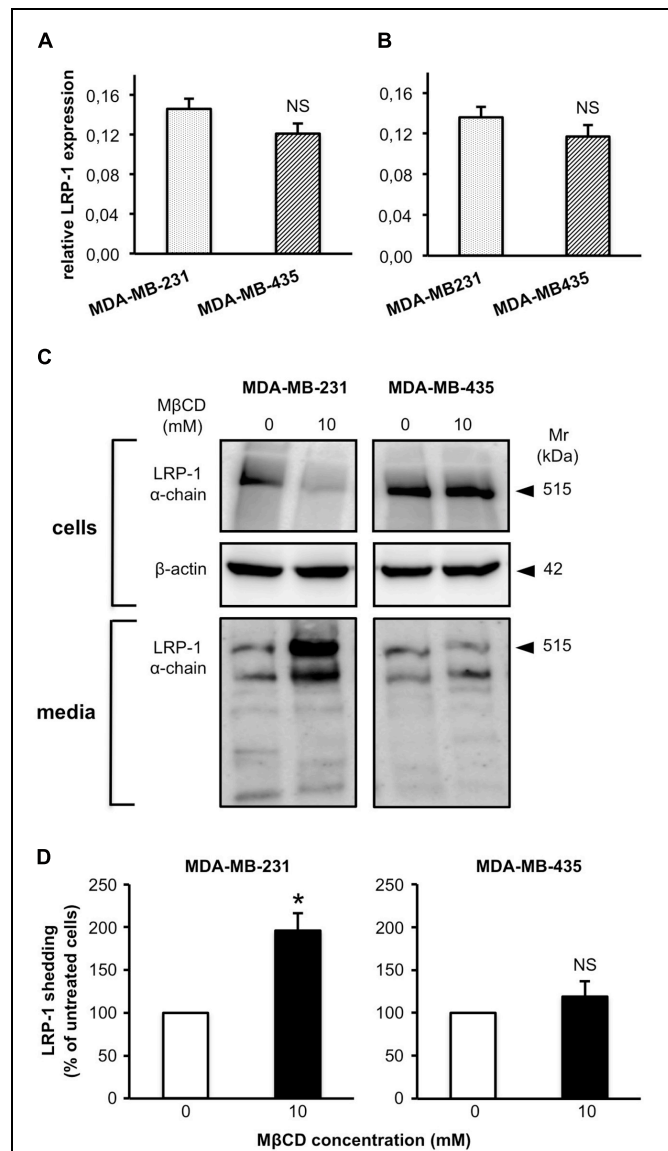 A
B
0,16
0,12
0,08
0,04
0,00
relative LRP-1 expression
NS
MDA-MB-231
MDA-MB-435
0,16
0,12
0,08
0,04
0,00
NS
MDA-MB231
MDA-MB435
C
MDA-MB-231 MDA-MB-435
MβCD
(mM)
0 10 0 10
Mr
(kDa)
cells
LRP-1
α-chain
515
β-actin
42
media
LRP-1
α-chain
515
D
MDA-MB-231
MDA-MB-435
LRP-1 shedding
(% of untreated cells)
250
200
150
100
50
0
*
0 10
250
200
150
100
50
0
NS
0 10
MβCD concentration (mM)